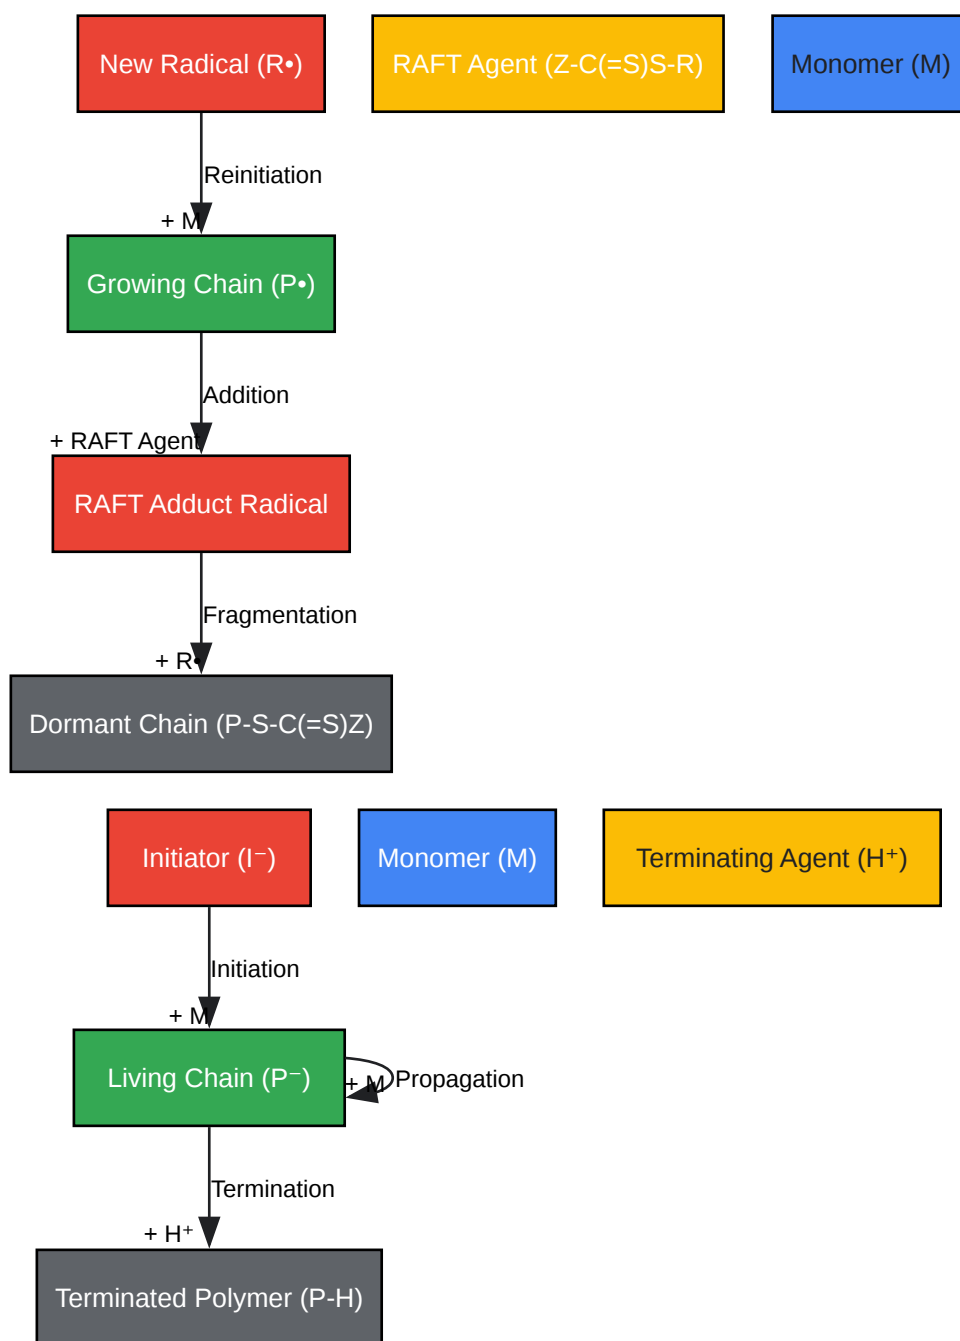 New Radical (R•)
RAFT Agent (Z-C(=S)S-R)
Monomer (M)
Reinitiation
+ M
Growing Chain (P•)
Addition
+ RAFT Agent
RAFT Adduct Radical
Fragmentation
+ R•
Dormant Chain (P-S-C(=S)Z)
Initiator (I⁻)
Monomer (M)
Terminating Agent (H⁺)
Initiation
+ M
Living Chain (P⁻)
+ M
Propagation
Termination
+ H⁺
Terminated Polymer (P-H)